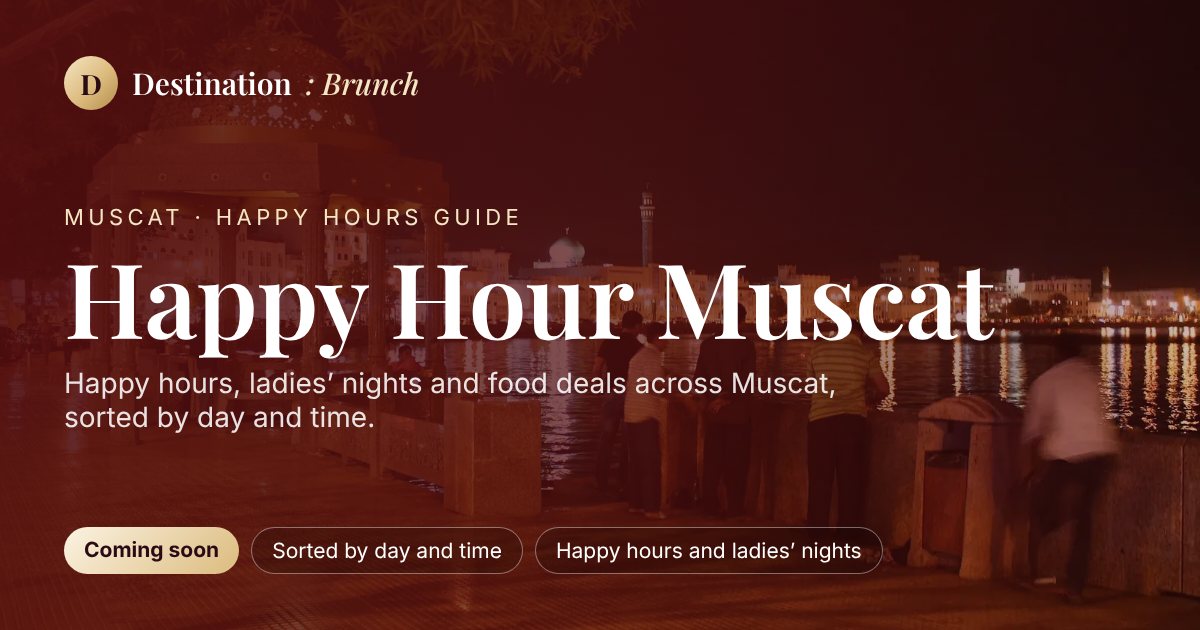 D Destination : Brunch
MUSCAT · HAPPY HOURS GUIDE
Happy Hour Muscat
Happy hours, ladies’ nights and food deals across Muscat,
sorted by day and time.
Coming soon Sorted by day and time Happy hours and ladies’ nights